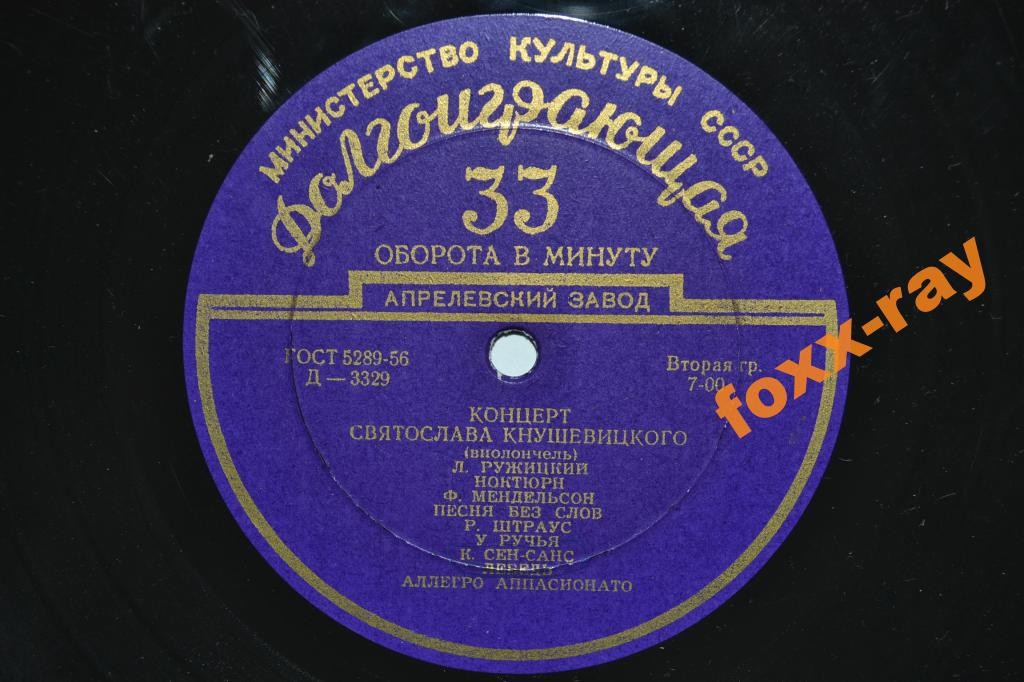 МИНИСТЕРСТВО КУЛЬТУРЫ СССР
Долгоиграющая
33
ОБОРОТА В МИНУТУ
АПРЕЛЕВСКИЙ ЗАВОД
ГОСТ 5289-56
Д — 3329
Вторая гр.
7-00
КОНЦЕРТ
СВЯТОСЛАВА КНУШЕВИЦКОГО
(виолончель)
Л. РУЖИЦКИЙ
НОКТЮРН
Ф. МЕНДЕЛЬСОН
ПЕСНЯ БЕЗ СЛОВ
Р. ШТРАУС
У РУЧЬЯ
К. СЕН-САНС
ЛЕБЕДЬ
АЛЛЕГРО АППАСИОНАТО
foxx-ray